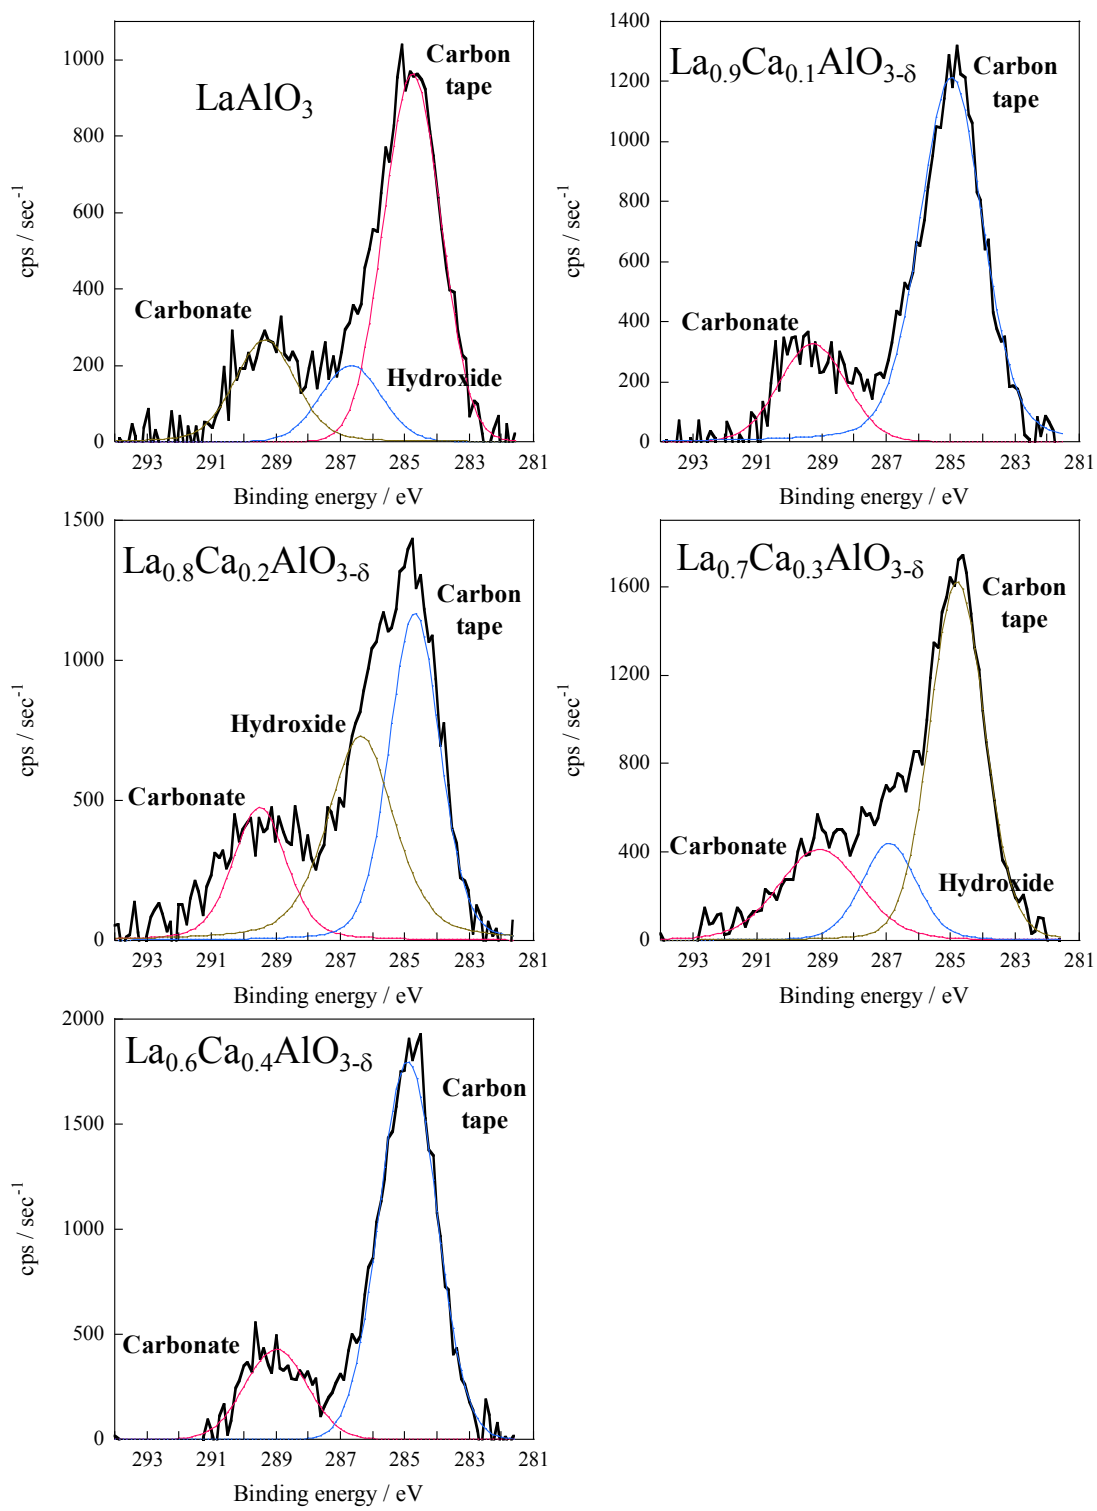 LaAlO₃
Carbon
tape
Carbonate
Hydroxide
cps / sec⁻¹
1000
800
600
400
200
0
293 291 289 287 285 283 281
Binding energy / eV
La₀.₉Ca₀.₁AlO₃₋δ
Carbon
tape
Carbonate
cps / sec⁻¹
1400
1200
1000
800
600
400
200
0
293 291 289 287 285 283 281
Binding energy / eV
La₀.₈Ca₀.₂AlO₃₋δ
Carbon
tape
Hydroxide
Carbonate
cps / sec⁻¹
1500
1000
500
0
293 291 289 287 285 283 281
Binding energy / eV
La₀.₇Ca₀.₃AlO₃₋δ
Carbon
tape
Carbonate
Hydroxide
cps / sec⁻¹
1600
1200
800
400
0
293 291 289 287 285 283 281
Binding energy / eV
La₀.₆Ca₀.₄AlO₃₋δ
Carbon
tape
Carbonate
cps / sec⁻¹
2000
1500
1000
500
0
293 291 289 287 285 283 281
Binding energy / eV